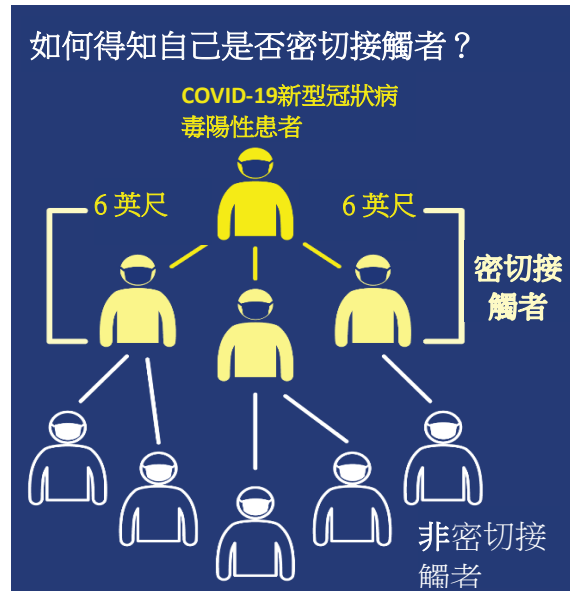 如何得知自己是否密切接觸者？
COVID-19新型冠狀病
毒陽性患者
6 英尺
6 英尺
密切接
觸者
非密切接
觸者